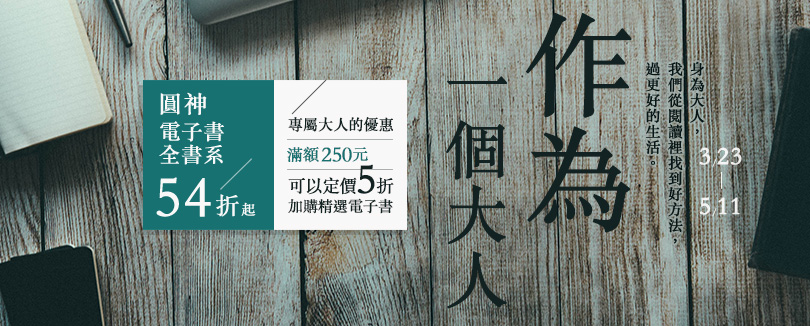 作為
一個大人
身為大人，
我們從閱讀裡找到好方法，
過更好的生活。
3/23
5/11
圓神
電子書
全書系
54折起
專屬大人的優惠
滿額250元
可以定價5折
加購精選電子書